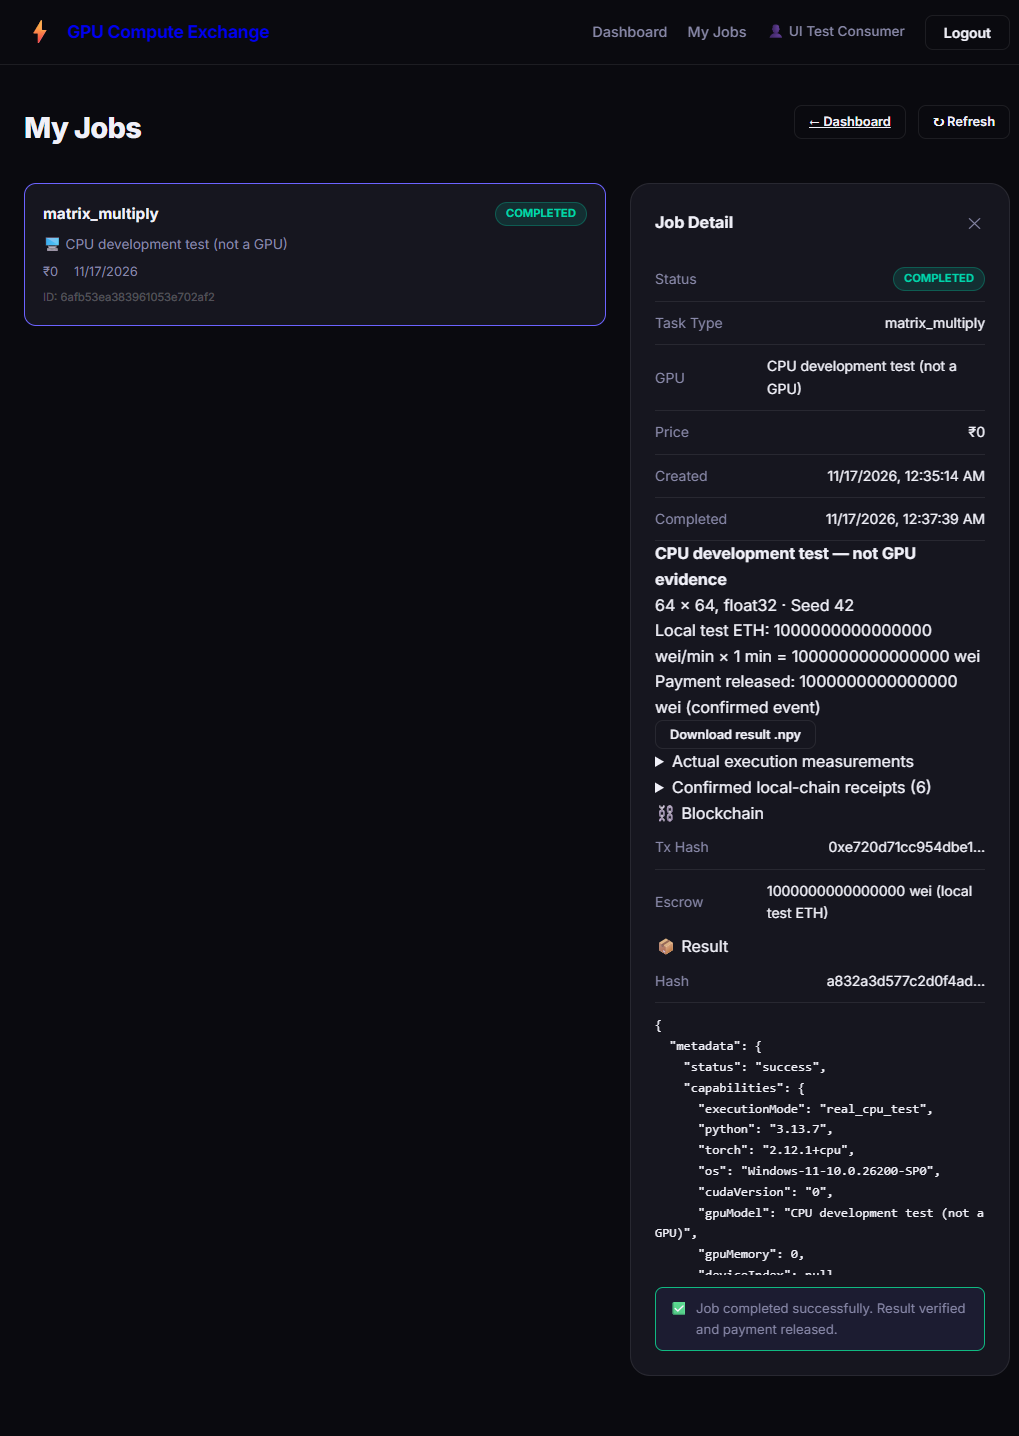 GPU Compute Exchange
Dashboard
My Jobs
UI Test Consumer
Logout
My Jobs
← Dashboard
↻ Refresh
matrix_multiply
COMPLETED
CPU development test (not a GPU)
₹0 11/17/2026
ID: 6afb53ea383961053e702af2
Job Detail
Status COMPLETED
Task Type matrix_multiply
GPU CPU development test (not a
GPU)
Price ₹0
Created 11/17/2026, 12:35:14 AM
Completed 11/17/2026, 12:37:39 AM
CPU development test — not GPU
evidence
64 × 64, float32 · Seed 42
Local test ETH: 1000000000000000
wei/min × 1 min = 1000000000000000 wei
Payment released: 1000000000000000
wei (confirmed event)
Download result .npy
▶ Actual execution measurements
▶ Confirmed local-chain receipts (6)
Blockchain
Tx Hash 0xe720d71cc954dbe1...
Escrow 1000000000000000 wei (local
test ETH)
Result
Hash a832a3d577c2d0f4ad...
{
"metadata": {
"status": "success",
"capabilities": {
"executionMode": "real_cpu_test",
"python": "3.13.7",
"torch": "2.12.1+cpu",
"os": "Windows-11-10.0.26200-SP0",
"cudaVersion": "0",
"gpuModel": "CPU development test (not a
GPU)",
"gpuMemory": 0,
"deviceIndex": null
Job completed successfully. Result verified
and payment released.